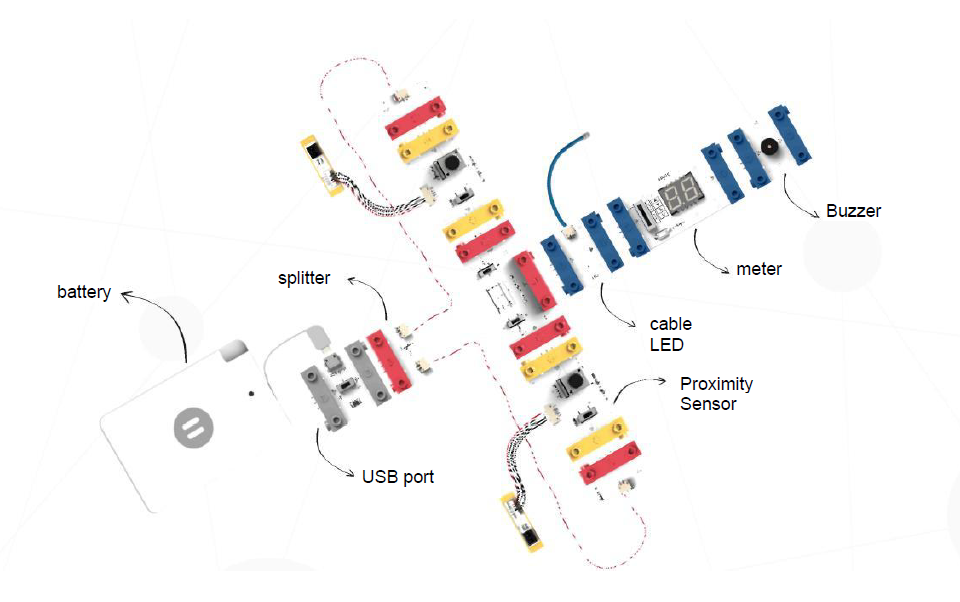 Buzzer
meter
splitter
battery
cable
LED
Proximity
Sensor
USB port